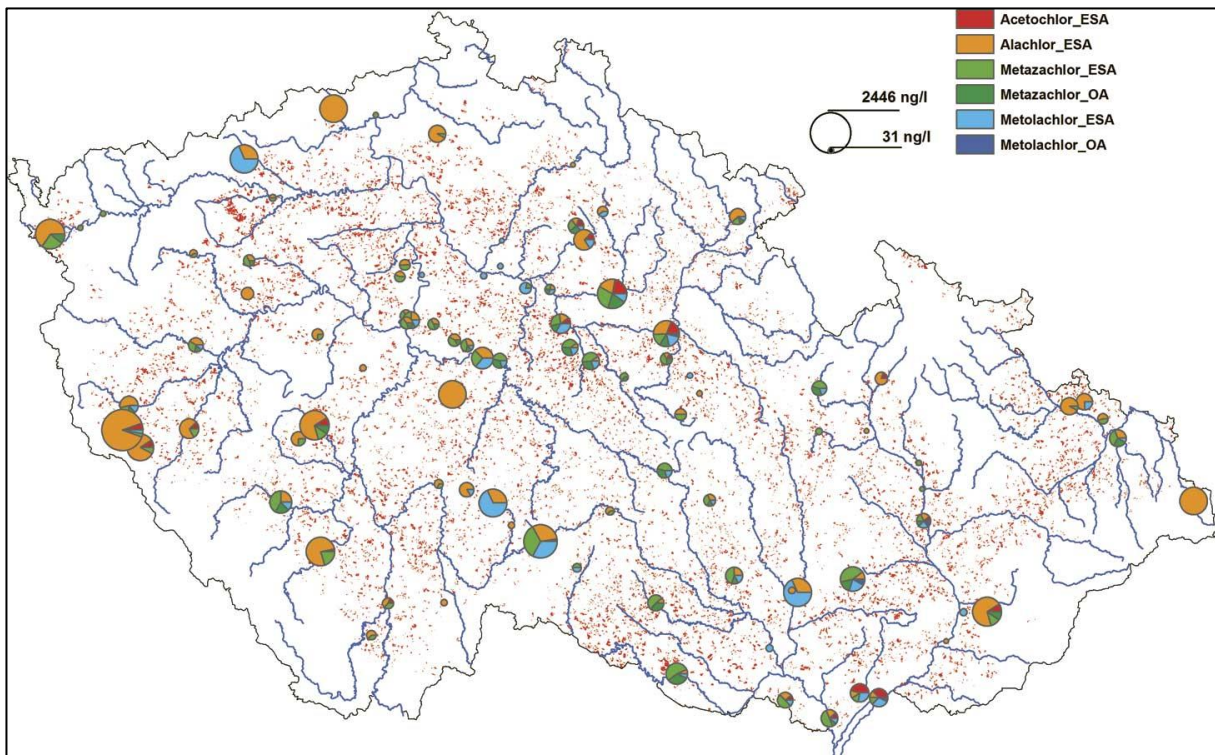 Acetochlor_ESA
Alachlor_ESA
Metazachlor_ESA
Metazachlor_OA
Metolachlor_ESA
Metolachlor_OA
2446 ng/l
31 ng/l